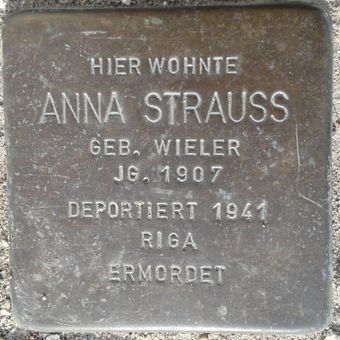 HIER WOHNTE
ANNA STRAUSS
GEB. WIELER
JG. 1907
DEPORTIERT 1941
RIGA
ERMORDET